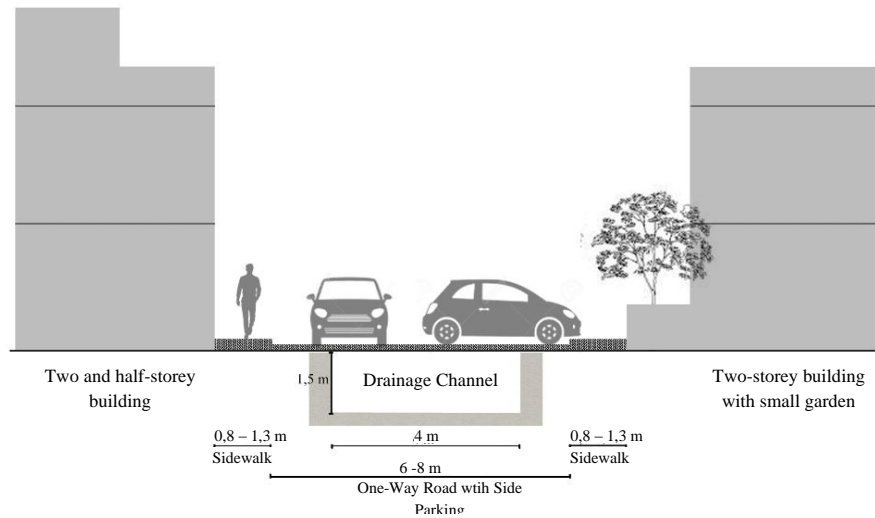 Two and half-storey
building
1,5 m
Drainage Channel
Two-storey building
with small garden
0,8 – 1,3 m
Sidewalk
4 m
0,8 – 1,3 m
Sidewalk
6 -8 m
One-Way Road wtih Side
Parking